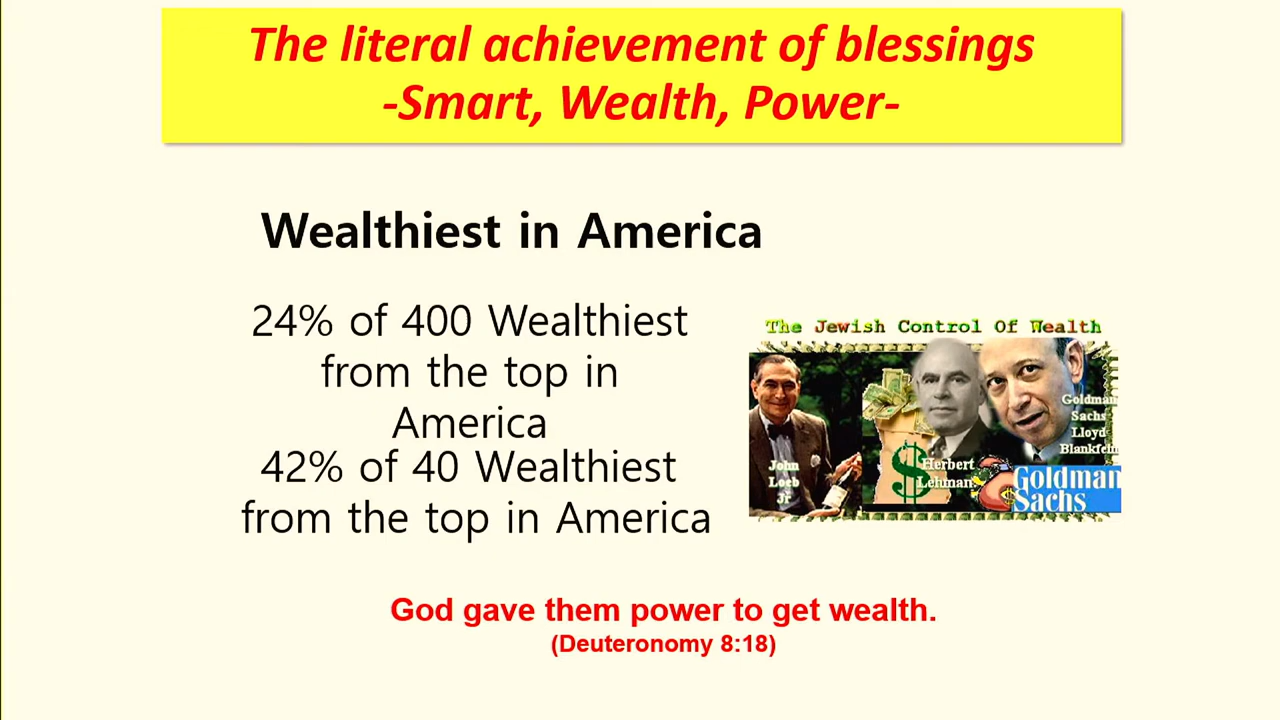 The literal achievement of blessings
-Smart, Wealth, Power-
Wealthiest in America
24% of 400 Wealthiest
from the top in
America
42% of 40 Wealthiest
from the top in America
The Jewish Control Of Wealth
John
Loeb
Jr
Herbert
Lehman
Goldman
Sachs
Lloyd
Blankfein
$
Goldman
Sachs
God gave them power to get wealth.
(Deuteronomy 8:18)